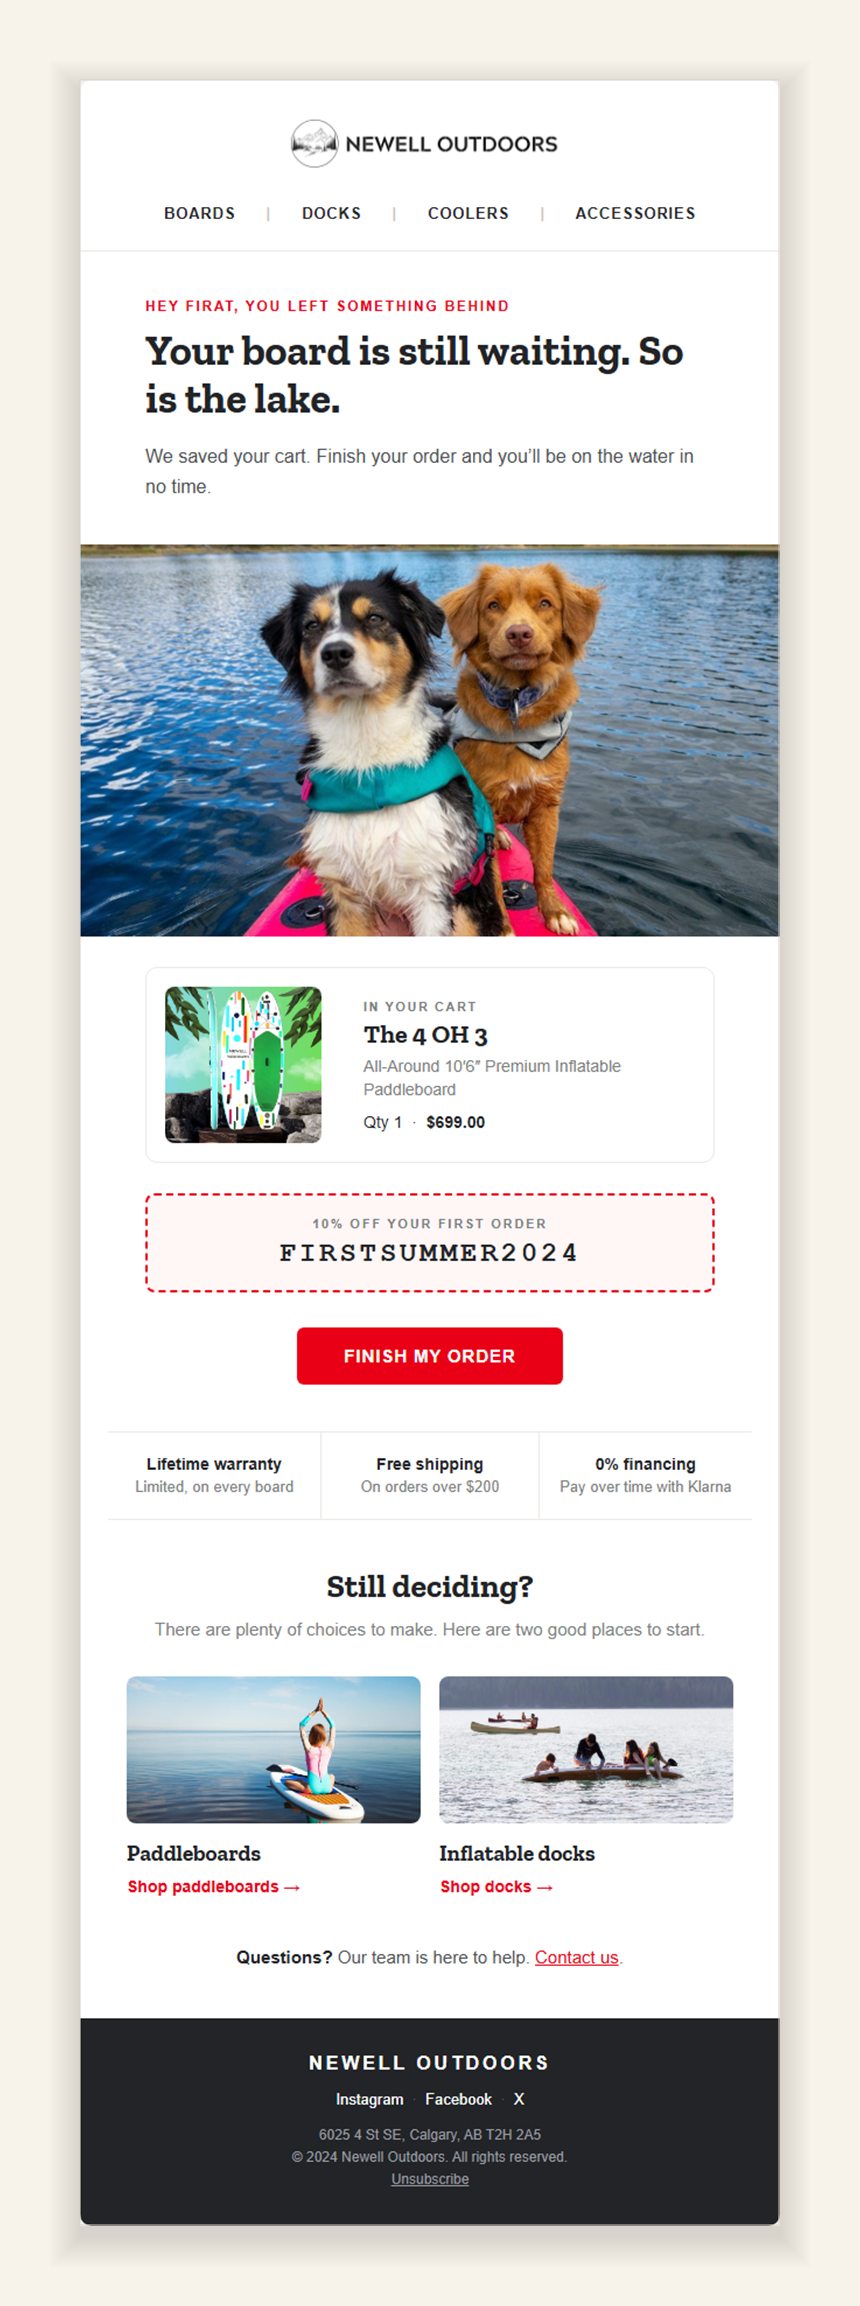 NEWELL OUTDOORS
BOARDS | DOCKS | COOLERS | ACCESSORIES
HEY FIRAT, YOU LEFT SOMETHING BEHIND
Your board is still waiting. So
is the lake.
We saved your cart. Finish your order and you’ll be on the water in
no time.
NEWELL
IN YOUR CART
The 4 OH 3
All-Around 10′6″ Premium Inflatable
Paddleboard
Qty 1 · $699.00
10% OFF YOUR FIRST ORDER
FIRSTSUMMER2024
FINISH MY ORDER
Lifetime warranty
Limited, on every board
Free shipping
On orders over $200
0% financing
Pay over time with Klarna
Still deciding?
There are plenty of choices to make. Here are two good places to start.
Paddleboards
Shop paddleboards →
Inflatable docks
Shop docks →
Questions? Our team is here to help. Contact us.
NEWELL OUTDOORS
Instagram · Facebook · X
6025 4 St SE, Calgary, AB T2H 2A5
© 2024 Newell Outdoors. All rights reserved.
Unsubscribe